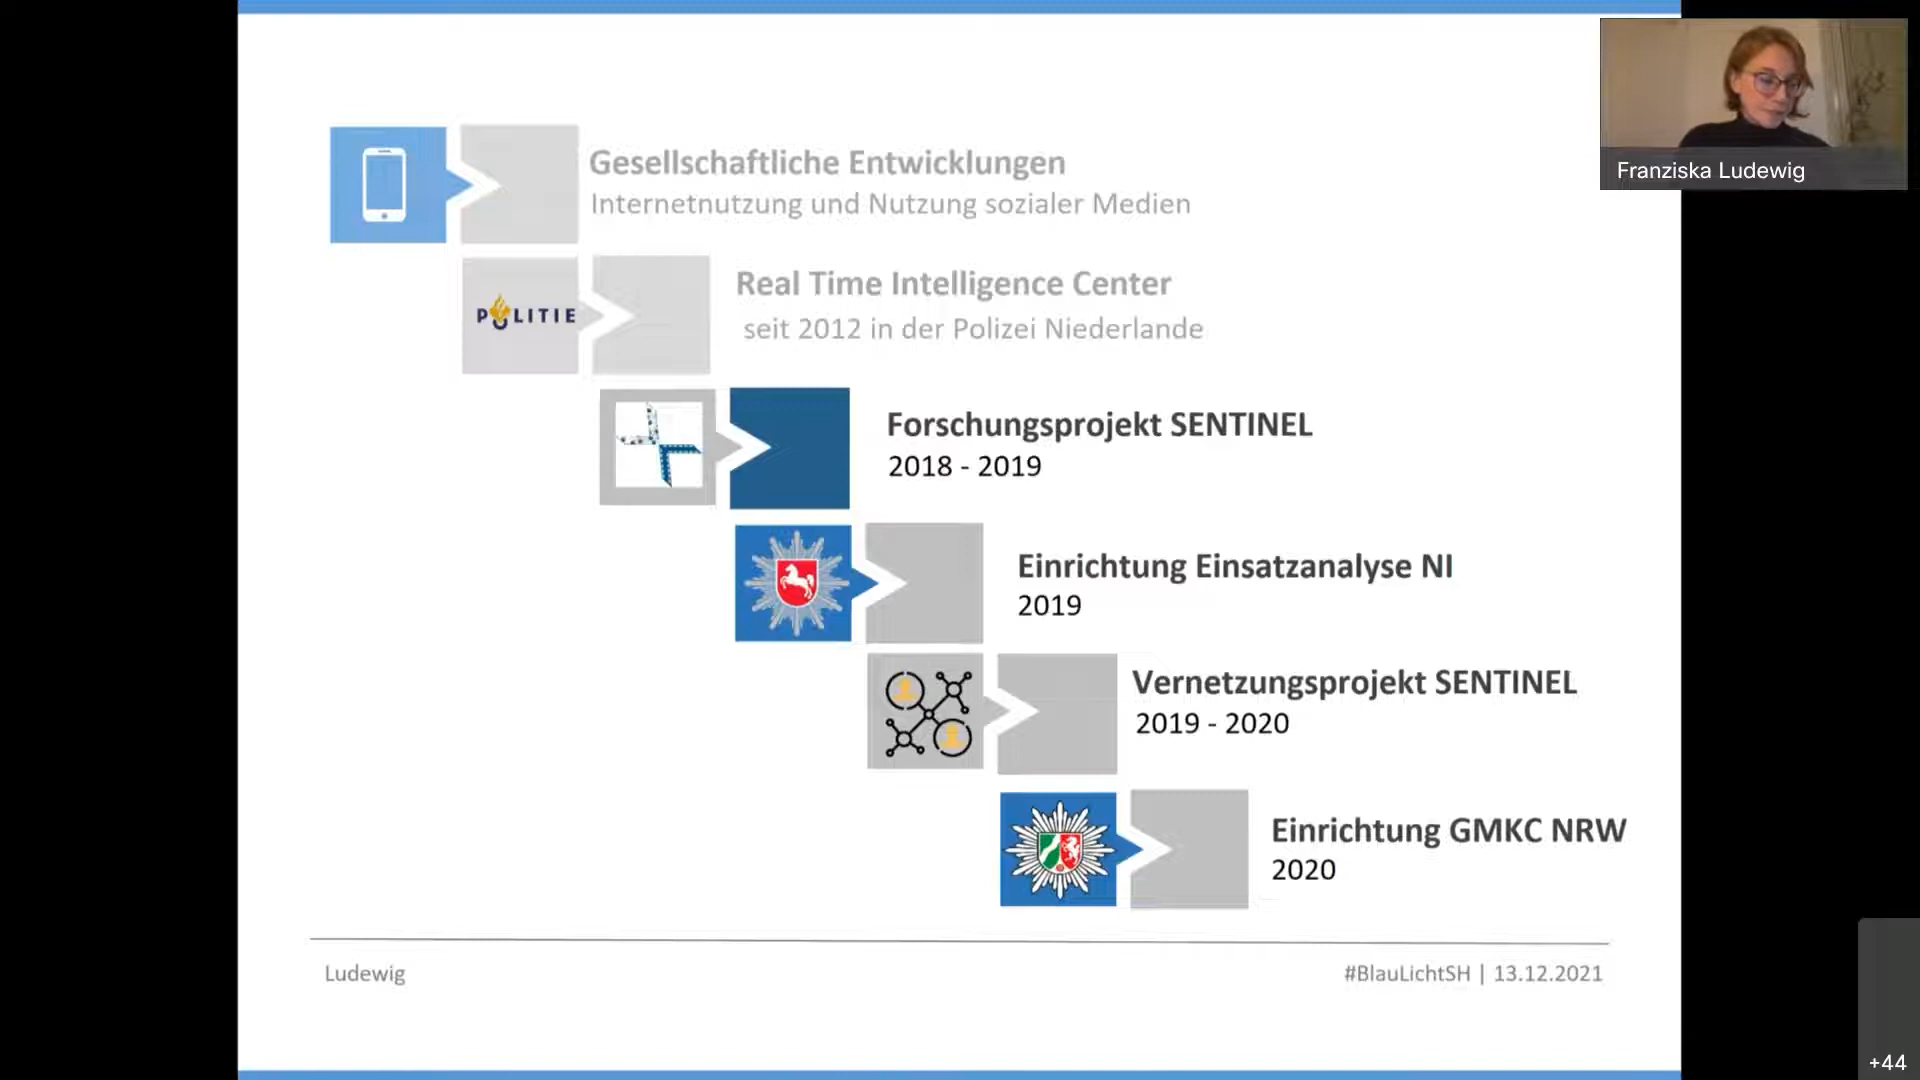 Gesellschaftliche Entwicklungen
Internetnutzung und Nutzung sozialer Medien
POLITIE
Real Time Intelligence Center
seit 2012 in der Polizei Niederlande
Forschungsprojekt SENTINEL
2018 - 2019
Einrichtung Einsatzanalyse NI
2019
Vernetzungsprojekt SENTINEL
2019 - 2020
Einrichtung GMKC NRW
2020
Ludewig
#BlauLichtSH | 13.12.2021
Franziska Ludewig
+44